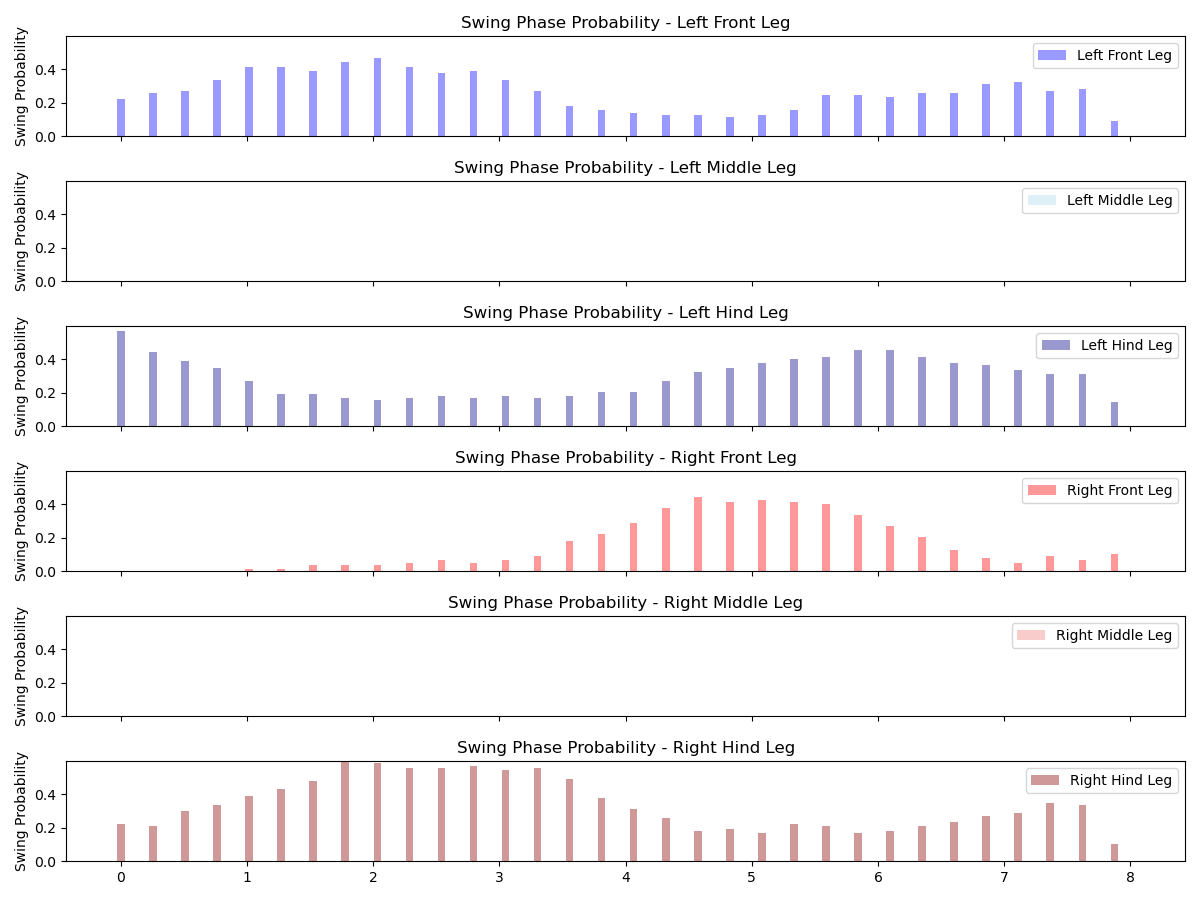 Swing Phase Probability - Left Front Leg
Swing Probability
0.4
0.2
0.0
Left Front Leg
Swing Phase Probability - Left Middle Leg
Swing Probability
0.4
0.2
0.0
Left Middle Leg
Swing Phase Probability - Left Hind Leg
Swing Probability
0.4
0.2
0.0
Left Hind Leg
Swing Phase Probability - Right Front Leg
Swing Probability
0.4
0.2
0.0
Right Front Leg
Swing Phase Probability - Right Middle Leg
Swing Probability
0.4
0.2
0.0
Right Middle Leg
Swing Phase Probability - Right Hind Leg
Swing Probability
0.4
0.2
0.0
Right Hind Leg
0 1 2 3 4 5 6 7 8